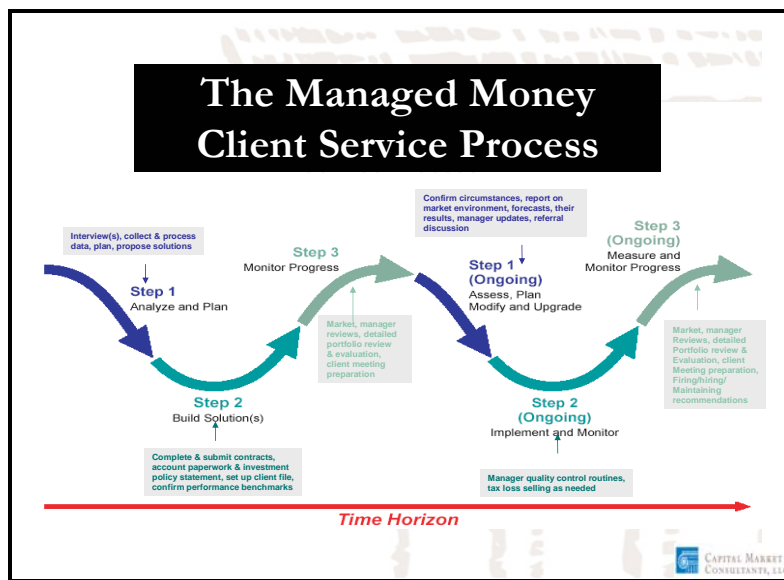 The Managed Money
Client Service Process
Interview(s), collect & process
data, plan, propose solutions
Step 1
Analyze and Plan
Step 2
Build Solution(s)
Complete & submit contracts,
account paperwork & investment
policy statement, set up client file,
confirm performance benchmarks
Step 3
Monitor Progress
Market, manager
reviews, detailed
portfolio review
& evaluation,
client meeting
preparation
Confirm circumstances, report on
market environment, forecasts, their
results, manager updates, referral
discussion
Step 1
(Ongoing)
Assess, Plan
Modify and Upgrade
Step 2
(Ongoing)
Implement and Monitor
Manager quality control routines,
tax loss selling as needed
Step 3
(Ongoing)
Measure and
Monitor Progress
Market, manager
Reviews, detailed
Portfolio review &
Evaluation, client
Meeting preparation,
Firing/hiring/
Maintaining
recommendations
Time Horizon
CAPITAL MARKET
CONSULTANTS,